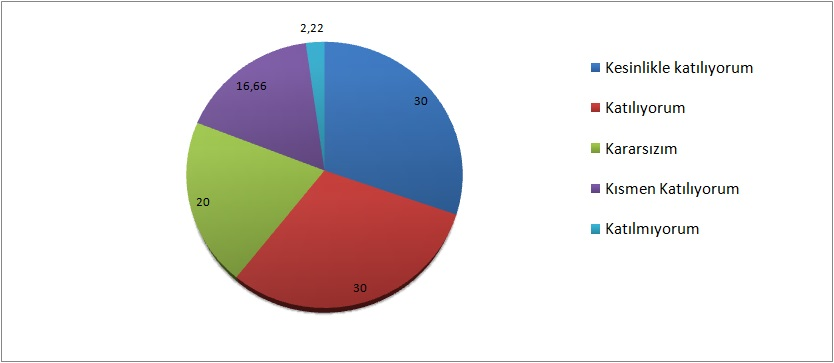 2,22
16,66
30
20
30
Kesinlikle katılıyorum
Katılıyorum
Kararsızım
Kısmen Katılıyorum
Katılmıyorum